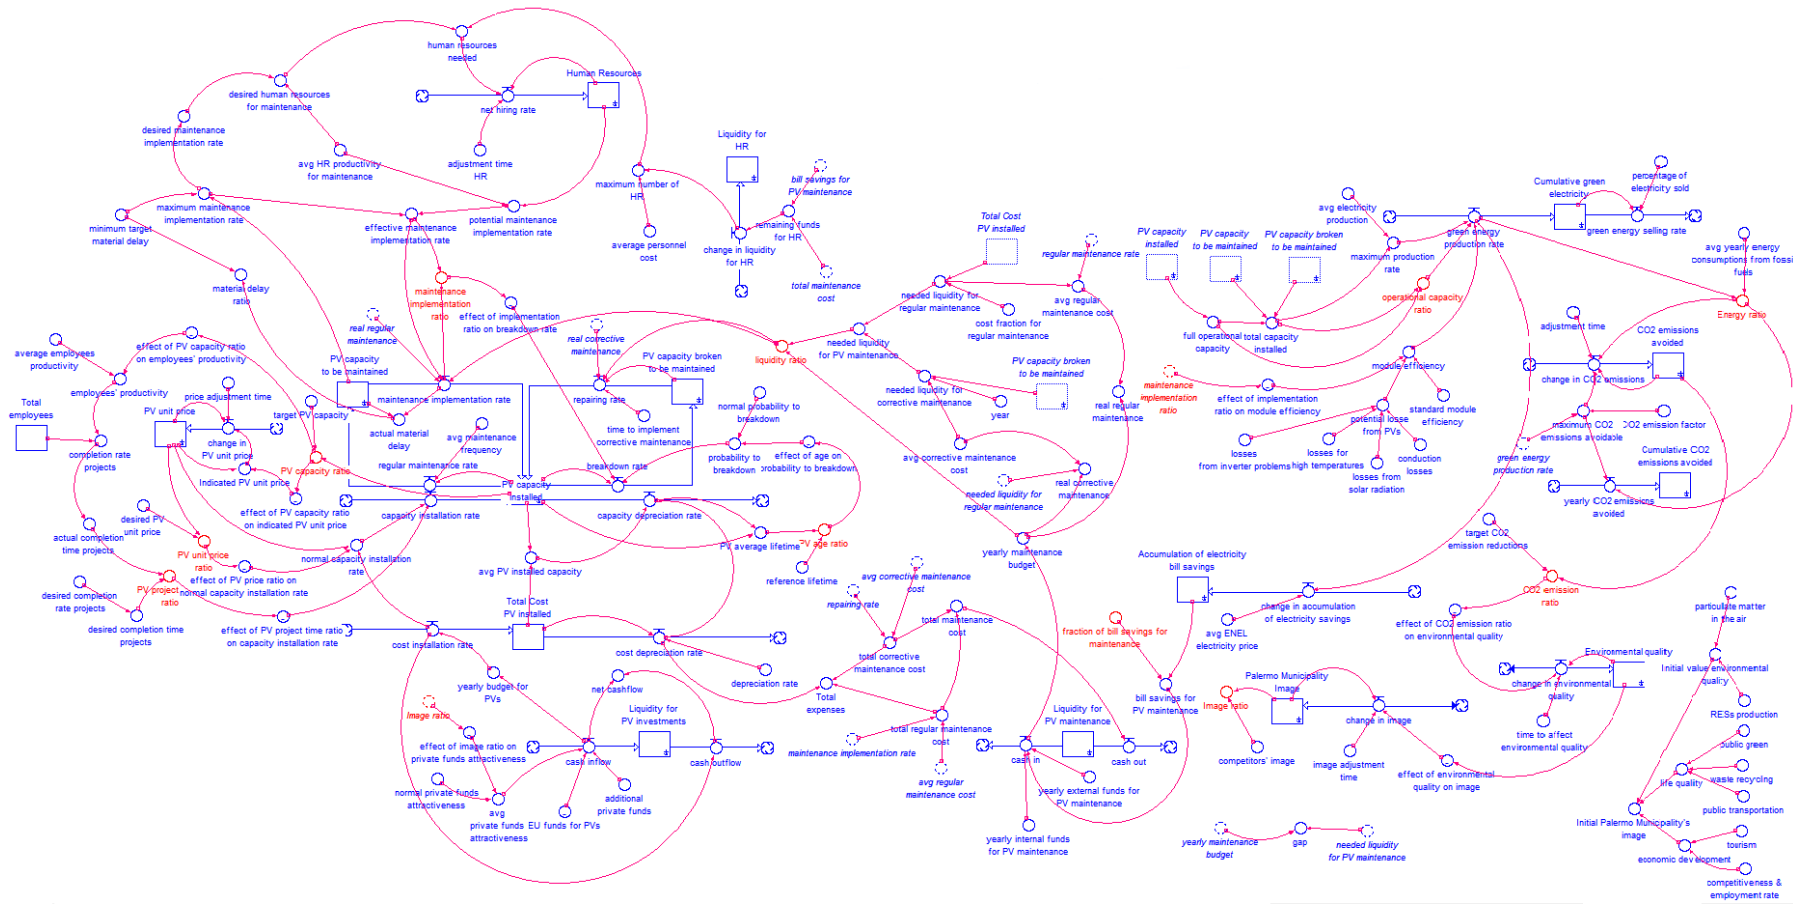 human resources
needed
Human Resources
desired human resources
for maintenance
net hiring rate
desired maintenance
implementation rate
avg HR productivity
for maintenance
adjustment time
HR
Liquidity for
HR
maximum number of
HR
bill savings for
PV maintenance
maximum maintenance
implementation rate
minimum target
material delay
effective maintenance
implementation rate
potential maintenance
implementation rate
average personnel
cost
remaining funds
for HR
change in liquidity
for HR
total maintenance
cost
material delay
ratio
maintenance
implementation
ratio
effect of implementation
ratio on breakdown rate
real regular
maintenance
real corrective
maintenance
liquidity ratio
average employees
productivity
effect of PV capacity ratio
on employees' productivity
PV capacity
to be maintained
PV capacity broken
to be maintained
employees' productivity
price adjustment time
maintenance implementation rate
repairing rate
Total
employees
PV unit price
target PV capacity
change in
PV unit price
actual material
delay
time to implement
corrective maintenance
normal probability to
breakdown
avg maintenance
frequency
completion rate
projects
Indicated PV unit price
PV capacity ratio
regular maintenance rate
breakdown rate
probability to
breakdown
effect of age on
probability to breakdown
PV capacity
installed
effect of PV capacity ratio
on indicated PV unit price
capacity installation rate
capacity depreciation rate
desired PV
unit price
actual completion
time projects
PV unit price
ratio
normal capacity installation
rate
PV average lifetime
PV age ratio
avg PV installed capacity
reference lifetime
PV project time
ratio
effect of PV price ratio on
normal capacity installation rate
desired completion
rate projects
desired completion time
projects
effect of PV project time ratio
on capacity installation rate
Total Cost
PV installed
cost installation rate
cost depreciation rate
depreciation rate
yearly budget for
PVs
net cashflow
Image ratio
Liquidity for
PV investments
effect of image ratio on
private funds attractiveness
cash inflow
cash outflow
normal private funds
attractiveness
avg
private funds
attractiveness
EU funds for PVs
additional
private funds
Total Cost
PV installed
regular maintenance rate
needed liquidity for
regular maintenance
avg regular
maintenance cost
cost fraction for
regular maintenance
needed liquidity
for PV maintenance
PV capacity broken
to be maintained
needed liquidity for
corrective maintenance
year
real regular
maintenance
avg corrective maintenance
cost
real corrective
maintenance
needed liquidity for
regular maintenance
yearly maintenance
budget
avg corrective maintenance
cost
repairing rate
total maintenance
cost
total corrective
maintenance cost
Total
expenses
total regular maintenance
cost
maintenance implementation rate
avg regular
maintenance cost
Liquidity for
PV maintenance
cash in
cash out
yearly external funds for
PV maintenance
yearly internal funds
for PV maintenance
fraction of bill savings for
maintenance
bill savings for
PV maintenance
Accumulation of electricity
bill savings
change in accumulation
of electricity savings
avg ENEL
electricity price
Palermo Municipality
Image
Image ratio
change in image
competitors' image
image adjustment
time
effect of environmental
quality on image
yearly maintenance
budget
gap
needed liquidity
for PV maintenance
PV capacity
installed
PV capacity
to be maintained
PV capacity broken
to be maintained
avg electricity
production
maximum production
rate
green energy
production rate
Cumulative green
electricity
percentage of
electricity sold
green energy selling rate
avg yearly energy
consumptions from fossi
fuels
operational capacity
ratio
full operational
capacity
total capacity
installed
Energy ratio
module efficiency
maintenance
implementation
ratio
effect of implementation
ratio on module efficiency
standard module
efficiency
potential losse
from PVs
losses
from inverter problems
losses for
high temperatures
conduction
losses
losses from
solar radiation
adjustment time
CO2 emissions
avoided
change in CO2 emissions
maximum CO2
emissions avoidable
CO2 emission factor
green energy
production rate
Cumulative CO2
emissions avoided
yearly CO2 emissions
avoided
target CO2
emission reductions
CO2 emission
ratio
effect of CO2 emission ratio
on environmental quality
Environmental quality
change in environmental
quality
time to affect
environmental quality
particulate matter
in the air
Initial value environmental
quality
RESs production
public green
life quality
waste recycling
public transportation
Initial Palermo Municipality's
image
tourism
economic development
competitiveness &
employment rate